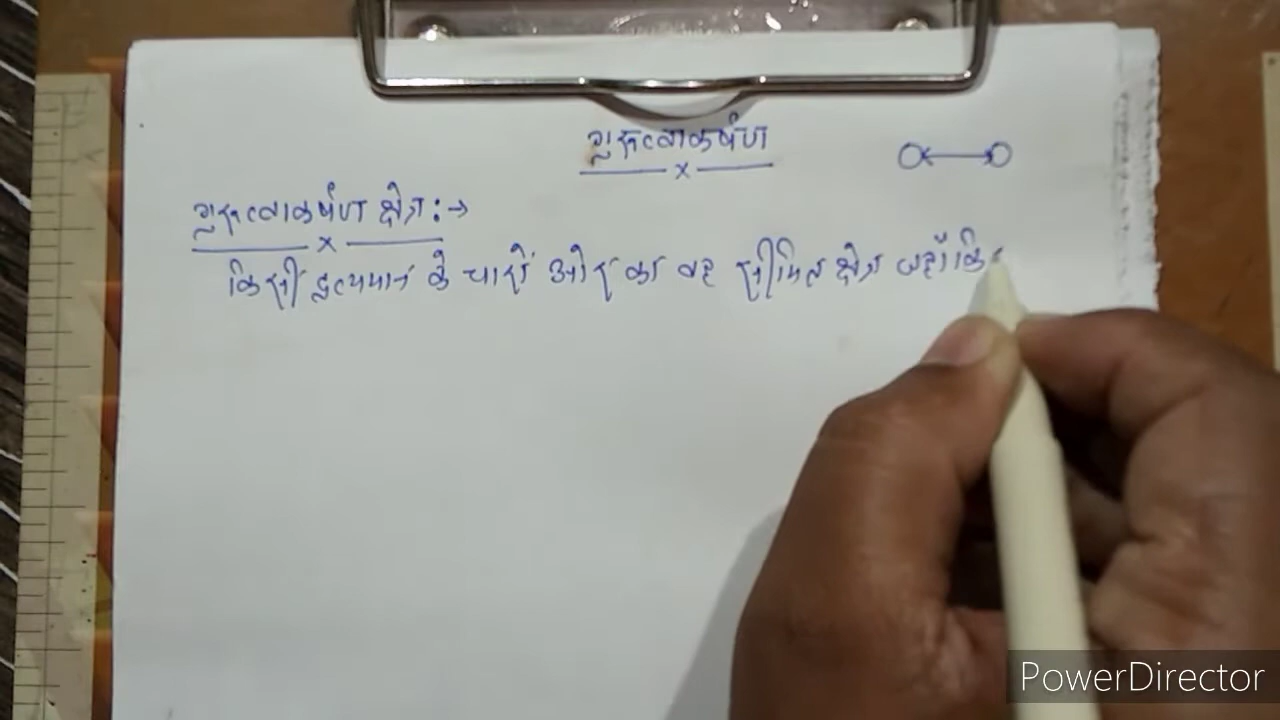 गुरुत्वाकर्षण
गुरुत्वाकर्षण क्षेत्र :→
किसी द्रव्यमान के चारों ओर का वह सीमित क्षेत्र जहाँ कि
PowerDirector